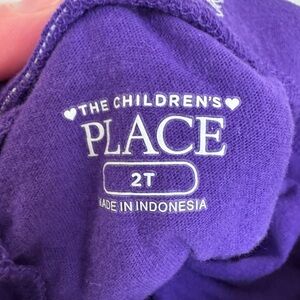 ♥THE CHILDREN'S♥
PLACE
2T
MADE IN INDONESIA